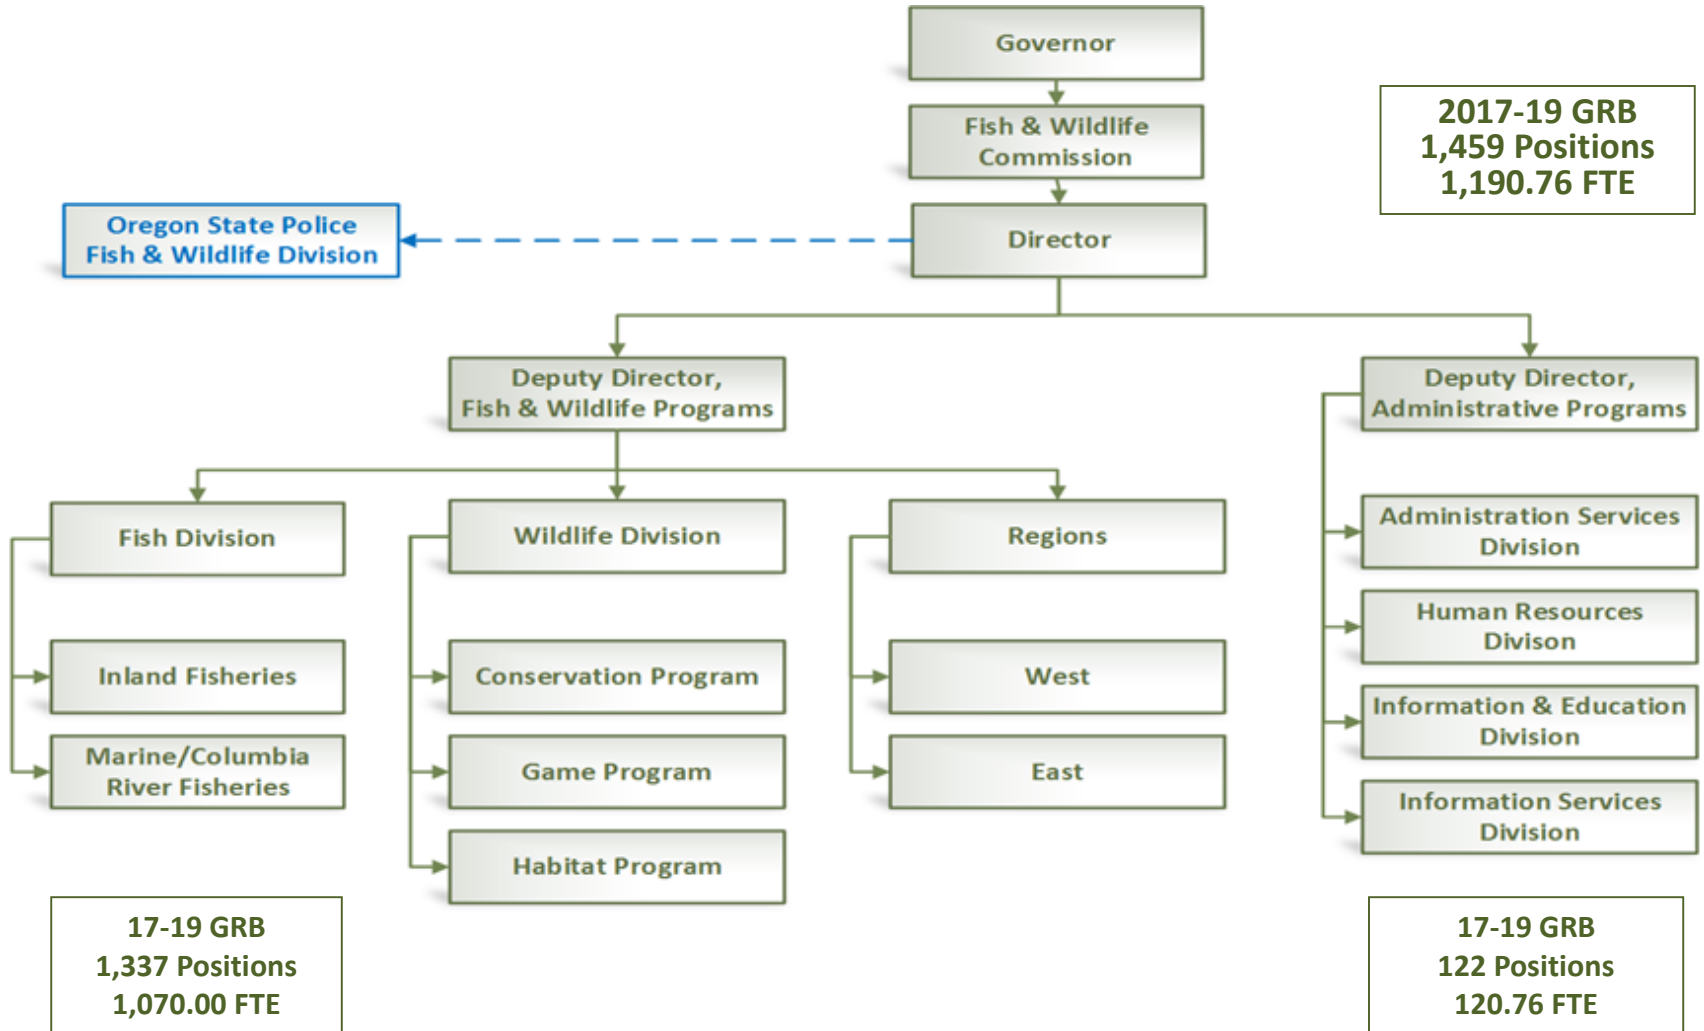 Governor
Fish & Wildlife
Commission
2017-19 GRB
1,459 Positions
1,190.76 FTE
Oregon State Police
Fish & Wildlife Division
Director
Deputy Director,
Fish & Wildlife Programs
Deputy Director,
Administrative Programs
Fish Division
Wildlife Division
Regions
Administration Services
Division
Human Resources
Divison
Inland Fisheries
Conservation Program
West
Information & Education
Division
Marine/Columbia
River Fisheries
Game Program
East
Information Services
Division
Habitat Program
17-19 GRB
1,337 Positions
1,070.00 FTE
17-19 GRB
122 Positions
120.76 FTE